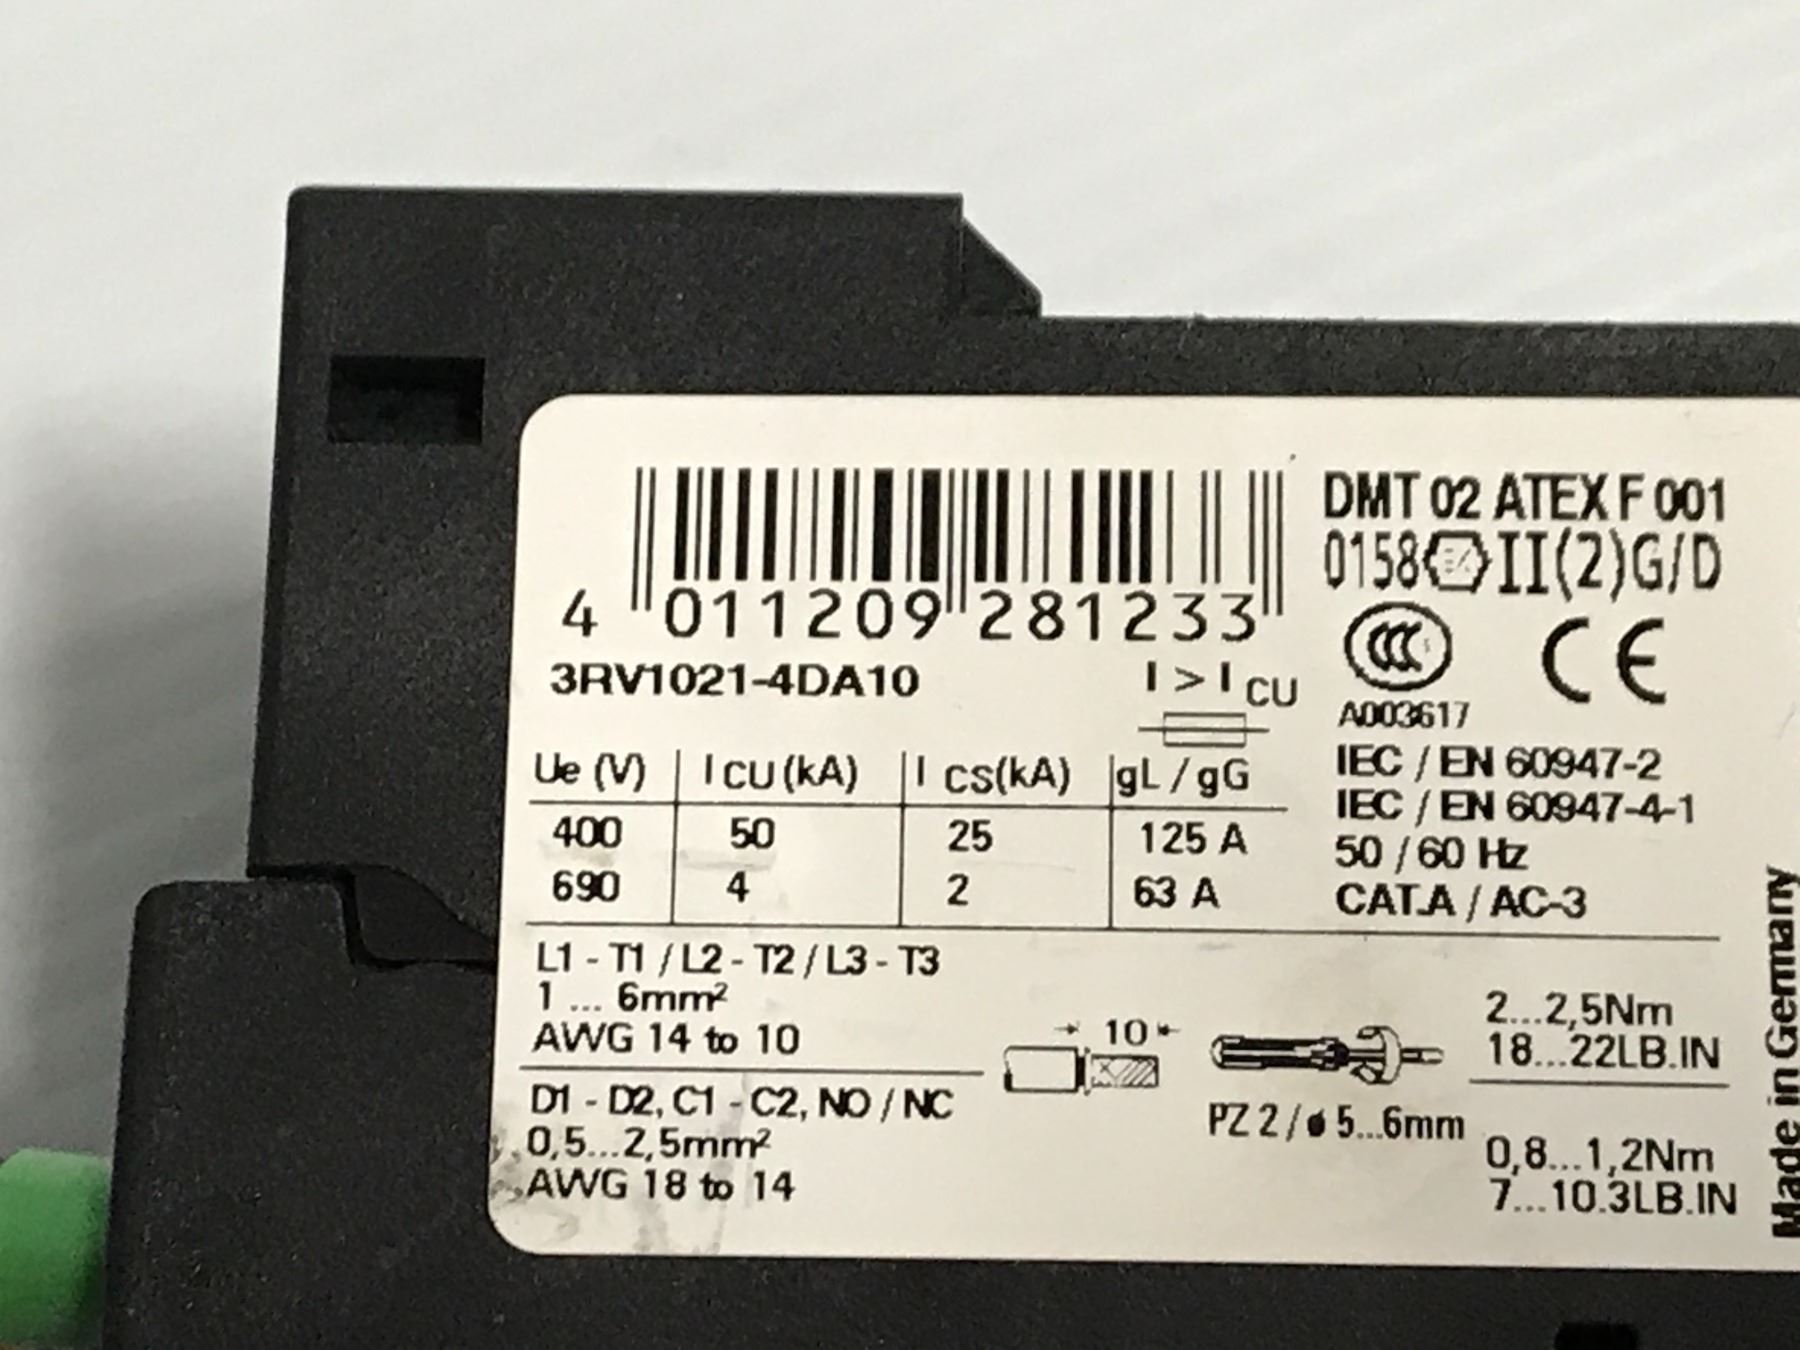 4 011209 281233
3RV1021-4DA10
I > I CU
Ue (V) I CU (kA) I CS(kA) gL / gG
400 50 25 125 A
690 4 2 63 A
DMT 02 ATEX F 001
0158 II(2)G/D
CCC CE
A003617
IEC / EN 60947-2
IEC / EN 60947-4-1
50 / 60 Hz
CAT.A / AC-3
L1 - T1 / L2 - T2 / L3 - T3
1 ... 6mm²
AWG 14 to 10
D1 - D2, C1 - C2, NO / NC
0,5...2,5mm²
AWG 18 to 14
10
PZ 2 / ø 5...6mm
2...2,5Nm
18...22LB.IN
0,8...1,2Nm
7...10.3LB.IN
Made in Germany